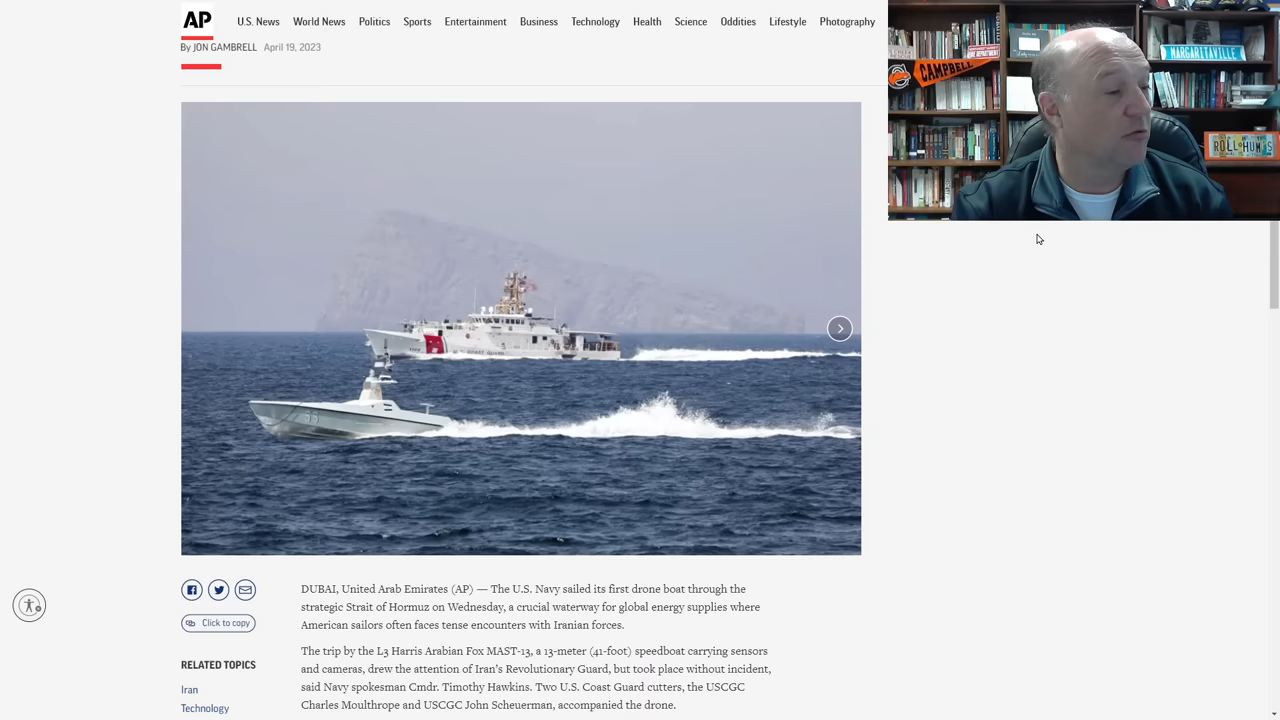 AP
U.S. News World News Politics Sports Entertainment Business Technology Health Science Oddities Lifestyle Photography
By JON GAMBRELL April 19, 2023
CAMPBELL
MARGARITAVILLE
ROLL HUMPS
COAST GUARD
DUBAI, United Arab Emirates (AP) — The U.S. Navy sailed its first drone boat through the
strategic Strait of Hormuz on Wednesday, a crucial waterway for global energy supplies where
American sailors often faces tense encounters with Iranian forces.
Click to copy
The trip by the L3 Harris Arabian Fox MAST-13, a 13-meter (41-foot) speedboat carrying sensors
and cameras, drew the attention of Iran's Revolutionary Guard, but took place without incident,
said Navy spokesman Cmdr. Timothy Hawkins. Two U.S. Coast Guard cutters, the USCGC
Charles Moulthrope and USCGC John Scheuerman, accompanied the drone.
RELATED TOPICS
Iran
Technology